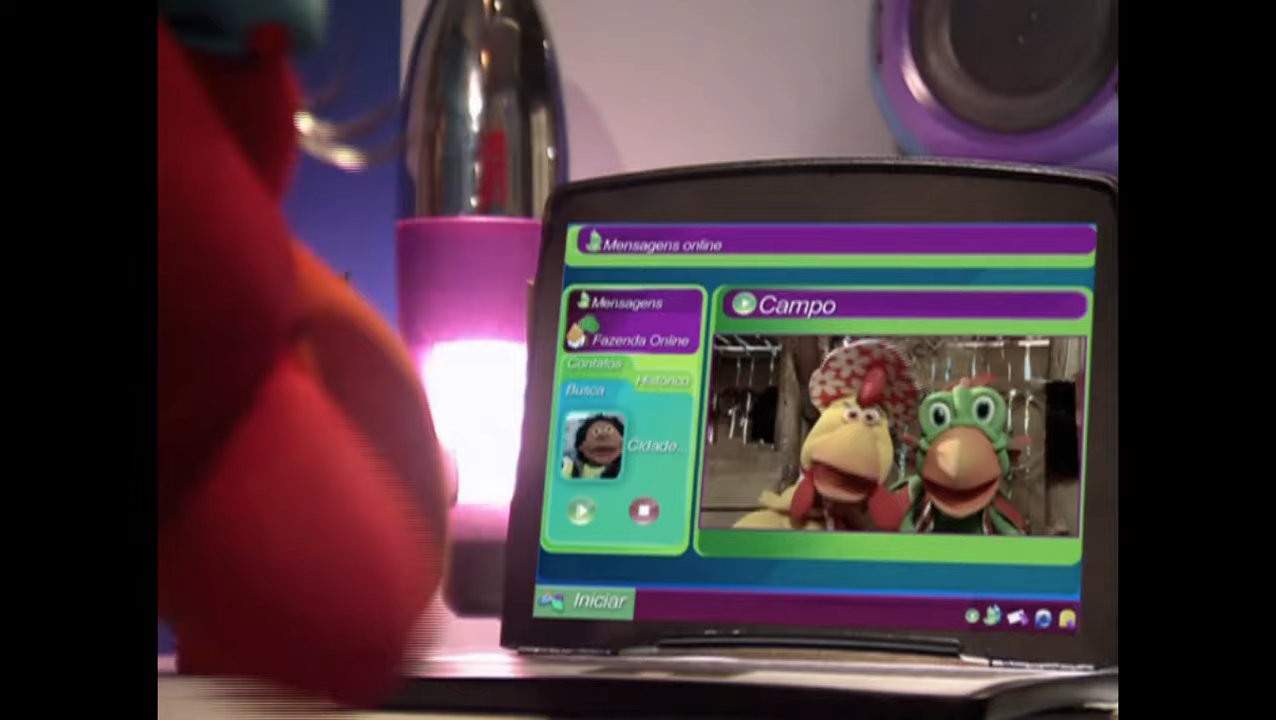 Mensagens online
Mensagens
Fazenda Online
Contatos
Histórico
Busca
Cidade...
Campo
Iniciar